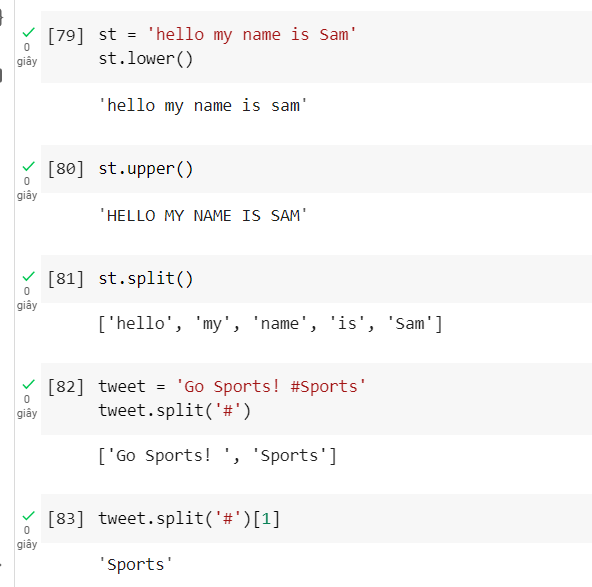 [79] st = 'hello my name is Sam'
0
giây
st.lower()
'hello my name is sam'
[80] st.upper()
0
giây
'HELLO MY NAME IS SAM'
[81] st.split()
0
giây
['hello', 'my', 'name', 'is', 'Sam']
[82] tweet = 'Go Sports! #Sports'
0
giây
tweet.split('#')
['Go Sports! ', 'Sports']
[83] tweet.split('#')[1]
0
giây
'Sports'